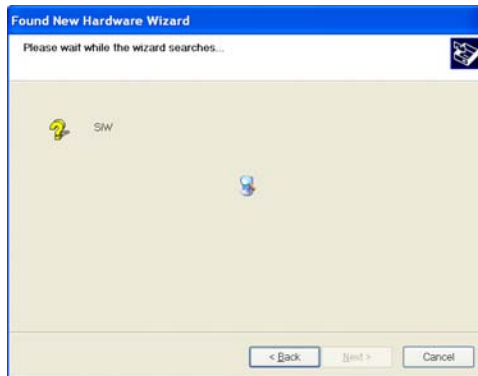 Found New Hardware Wizard
Please wait while the wizard searches...
SIW
< Back
Next >
Cancel